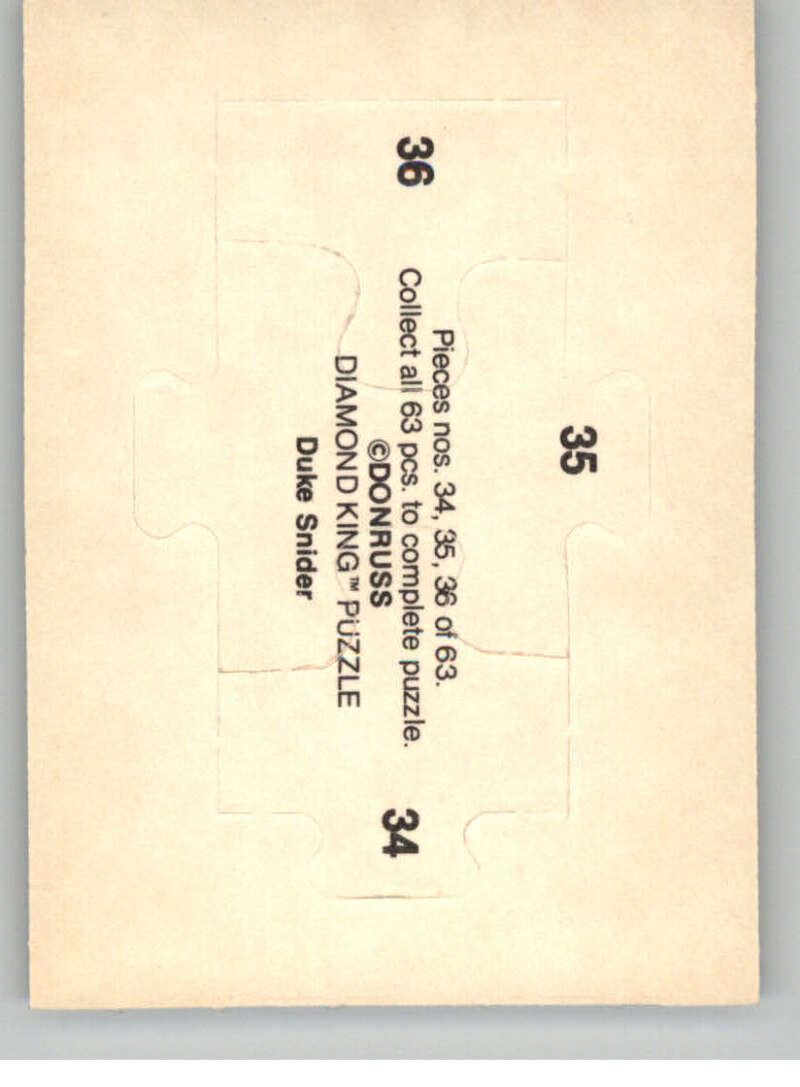 36
35
Pieces nos. 34, 35, 36 of 63.
Collect all 63 pcs. to complete puzzle.
©DONRUSS
DIAMOND KING™ PUZZLE
Duke Snider
34